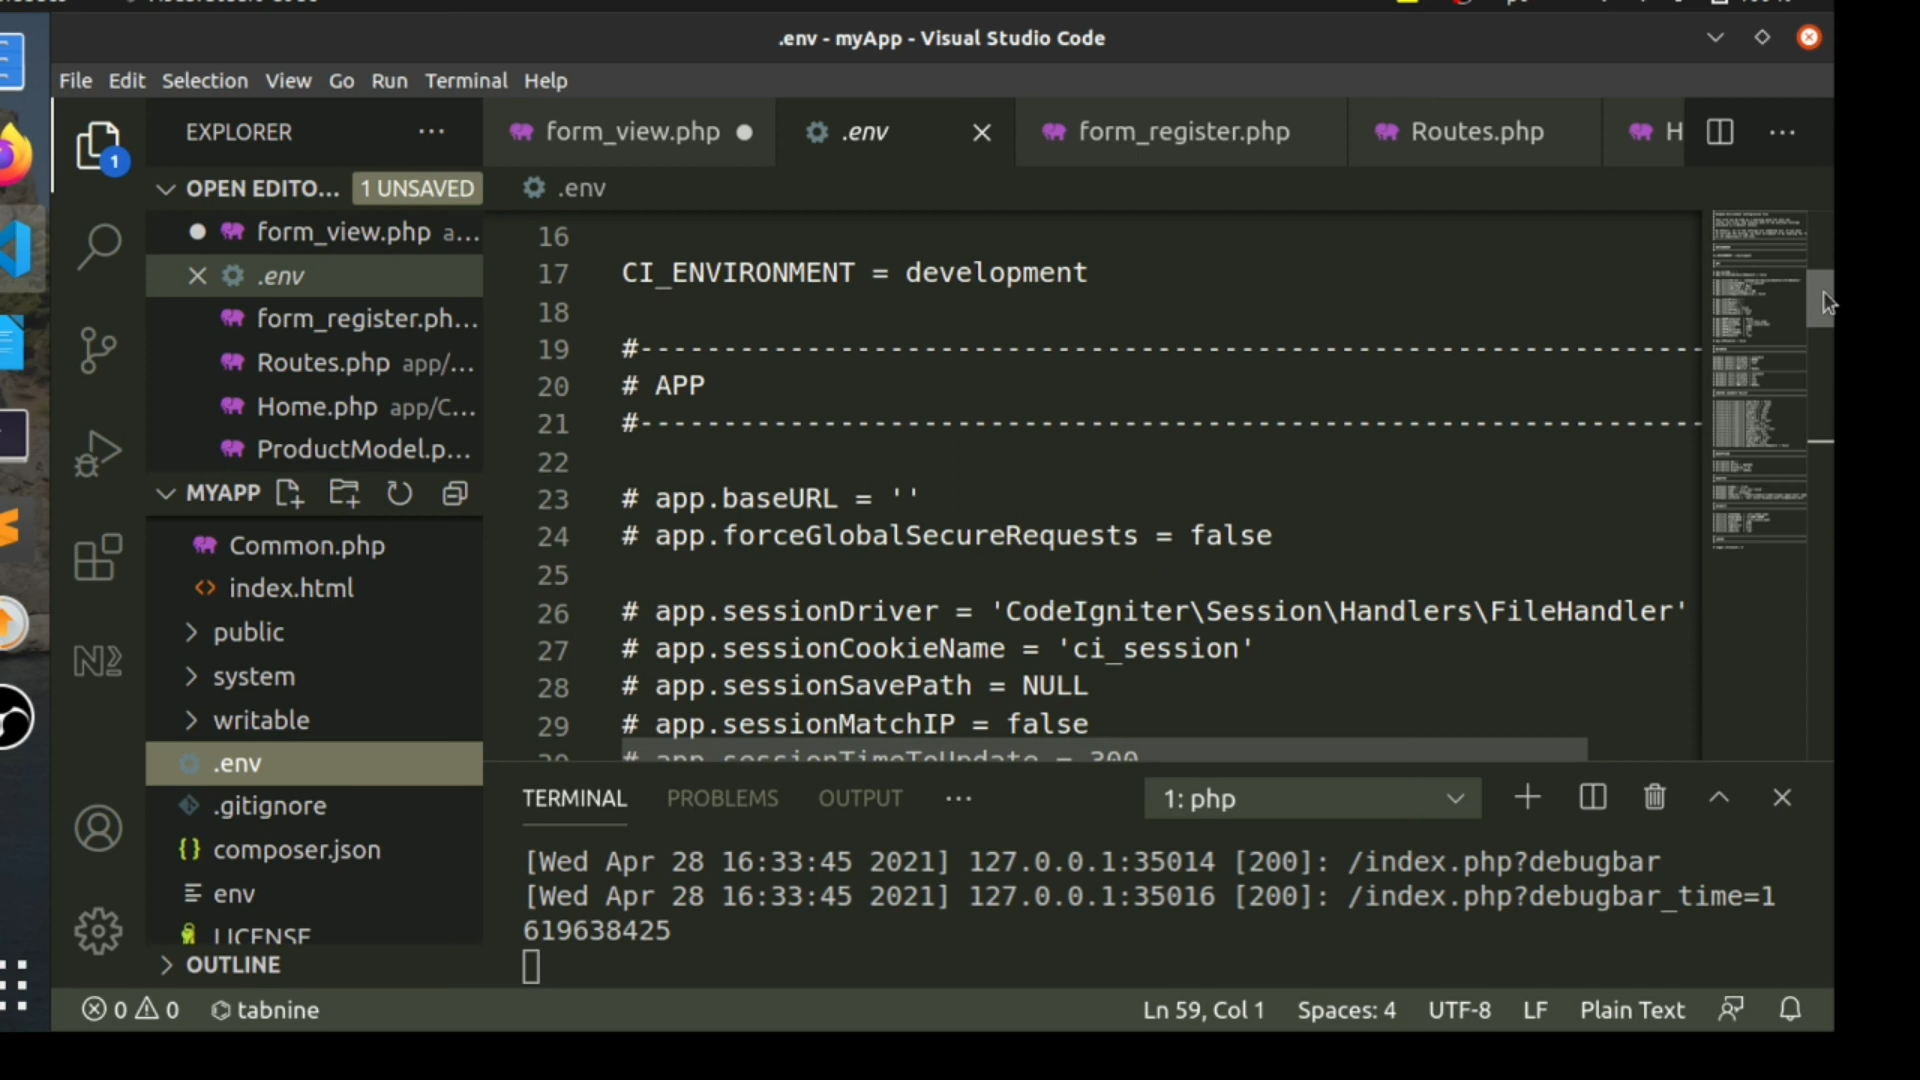 .env - myApp - Visual Studio Code
File Edit Selection View Go Run Terminal Help
EXPLORER
form_view.php
.env
form_register.php
Routes.php
H
OPEN EDITO... 1 UNSAVED
form_view.php a...
.env
form_register.ph...
Routes.php app/...
Home.php app/C...
ProductModel.p...
MYAPP
Common.php
index.html
public
system
writable
.env
.gitignore
composer.json
env
LICENSE
OUTLINE
.env
16
17 CI_ENVIRONMENT = development
18
19 #----------------------------------------------------------------
20 # APP
21 #----------------------------------------------------------------
22
23 # app.baseURL = ''
24 # app.forceGlobalSecureRequests = false
25
26 # app.sessionDriver = 'CodeIgniter\Session\Handlers\FileHandler'
27 # app.sessionCookieName = 'ci_session'
28 # app.sessionSavePath = NULL
29 # app.sessionMatchIP = false
30 # app.sessionTimeToUpdate = 300
TERMINAL PROBLEMS OUTPUT ... 1: php
[Wed Apr 28 16:33:45 2021] 127.0.0.1:35014 [200]: /index.php?debugbar
[Wed Apr 28 16:33:45 2021] 127.0.0.1:35016 [200]: /index.php?debugbar_time=1
619638425
0 0 tabnine Ln 59, Col 1 Spaces: 4 UTF-8 LF Plain Text